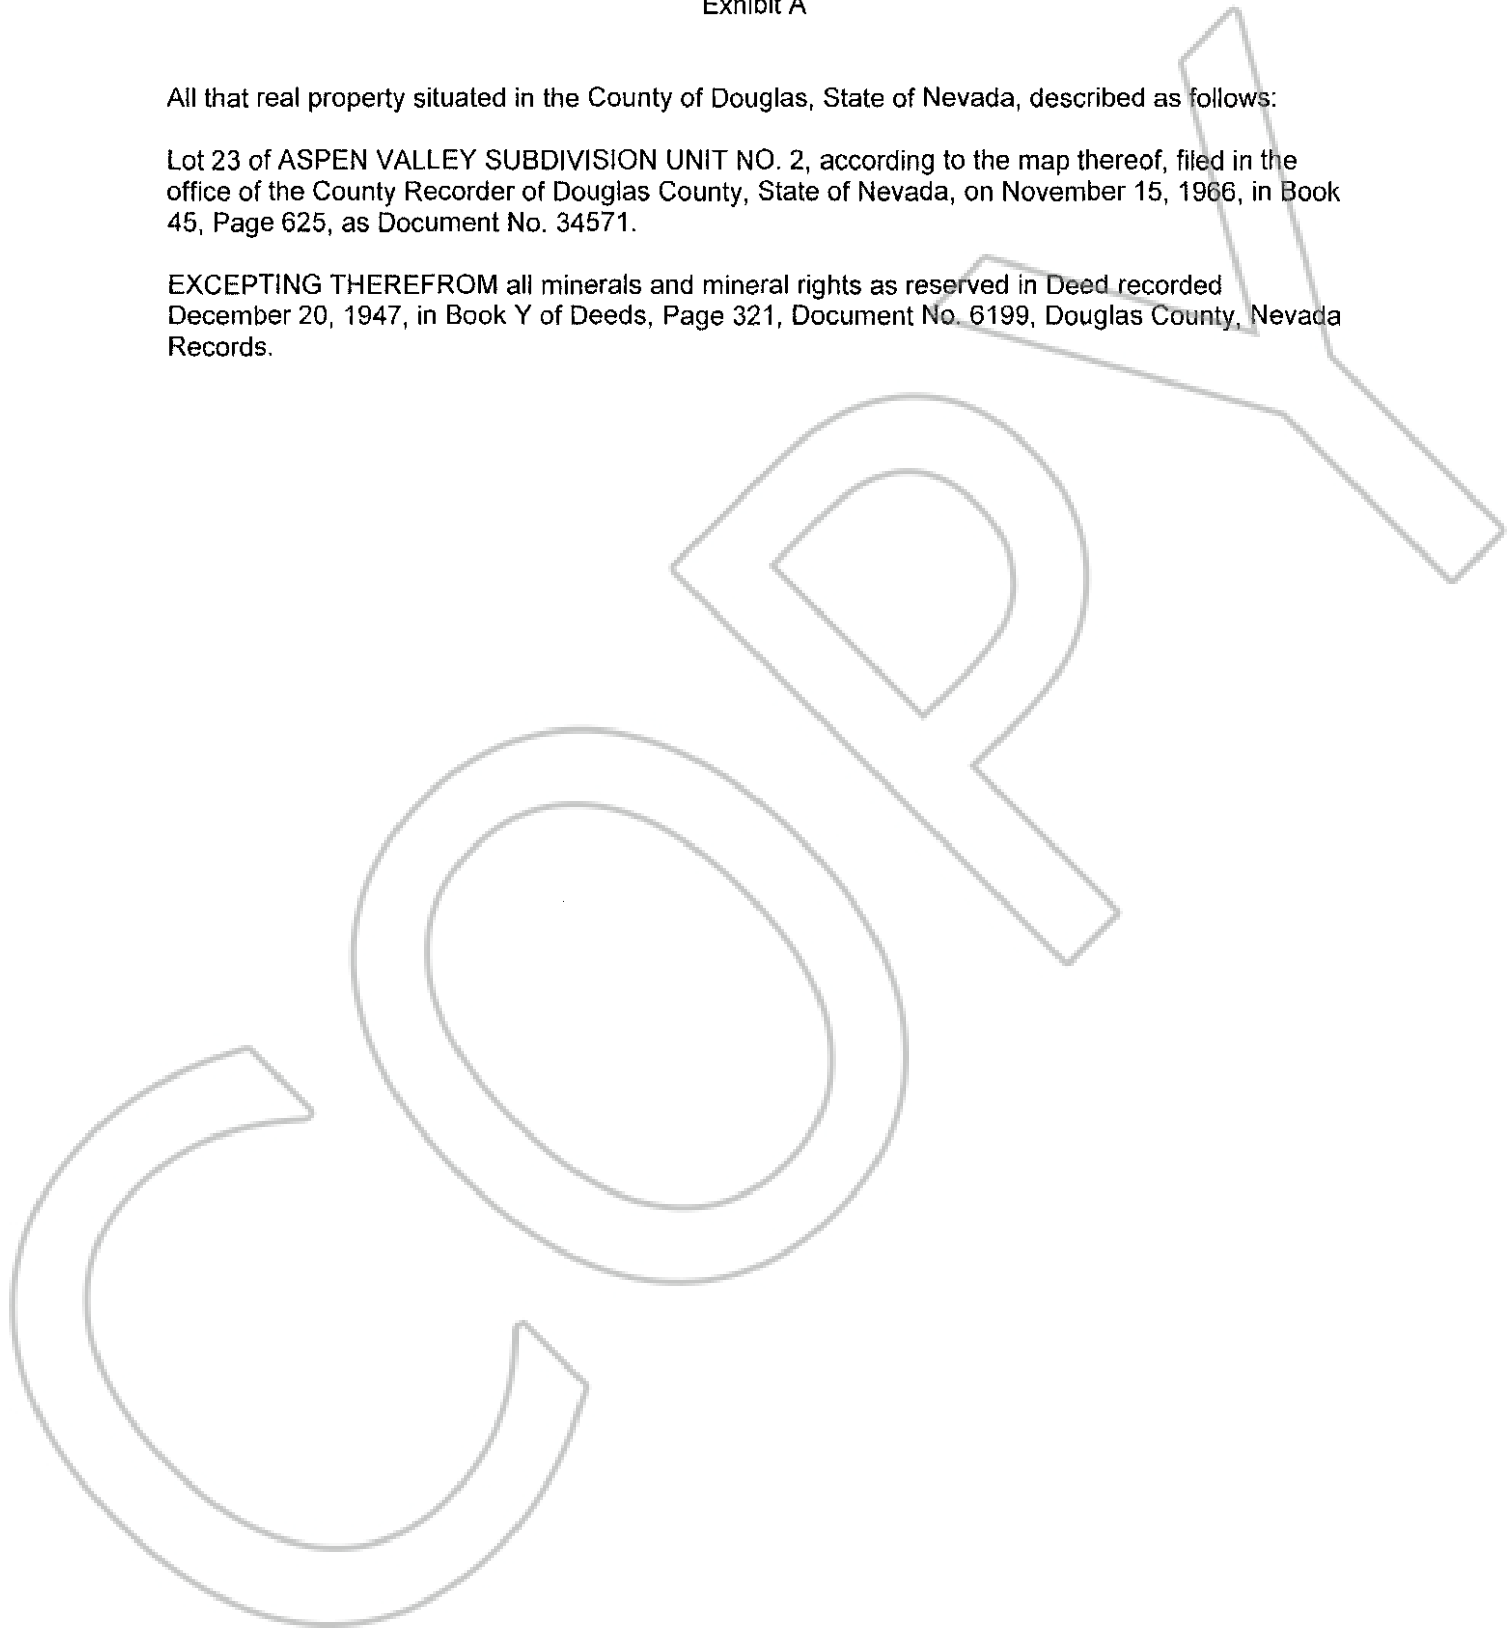 Exhibit A
All that real property situated in the County of Douglas, State of Nevada, described as follows:
Lot 23 of ASPEN VALLEY SUBDIVISION UNIT NO. 2, according to the map thereof, filed in the
office of the County Recorder of Douglas County, State of Nevada, on November 15, 1966, in Book
45, Page 625, as Document No. 34571.
EXCEPTING THEREFROM all minerals and mineral rights as reserved in Deed recorded
December 20, 1947, in Book Y of Deeds, Page 321, Document No. 6199, Douglas County, Nevada
Records.
COPY